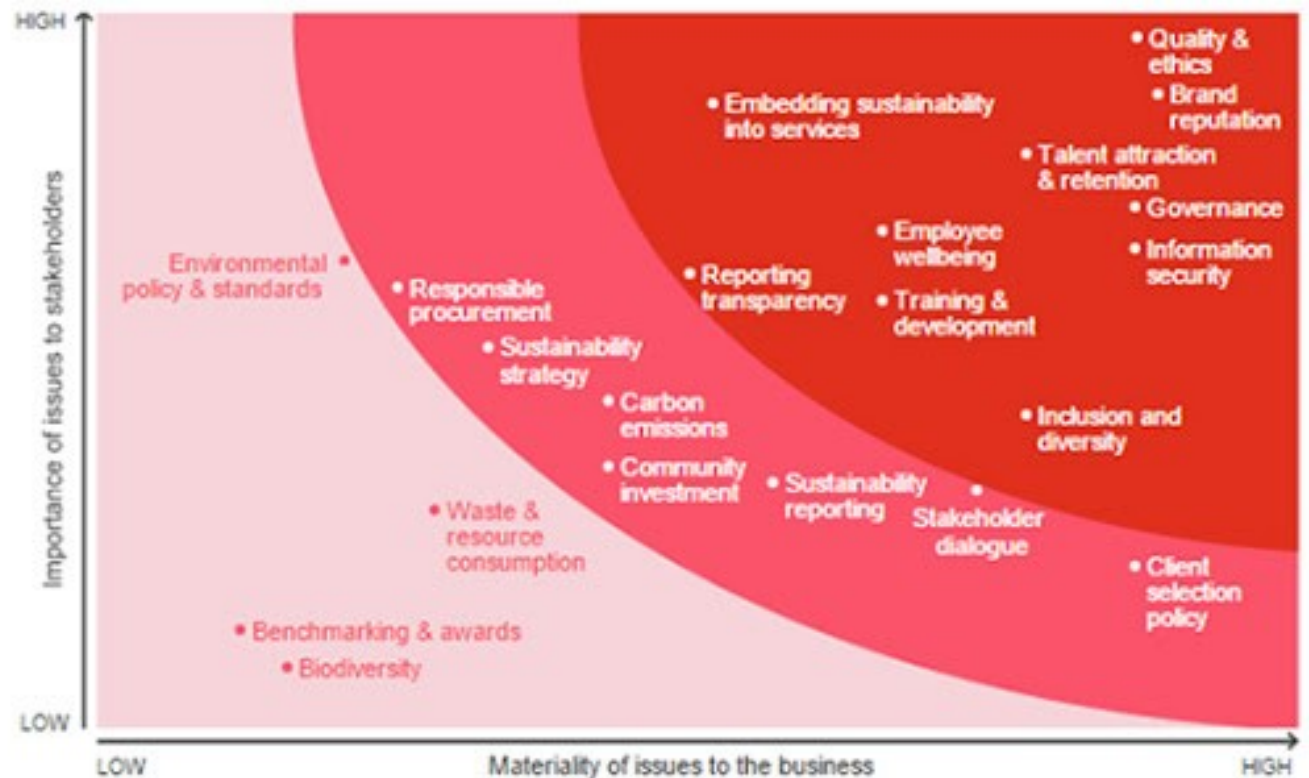 HIGH
Importance of issues to stakeholders
LOW
Quality &
ethics
Brand
reputation
Embedding sustainability
into services
Talent attraction
& retention
Governance
Employee
wellbeing
Information
security
Environmental
policy & standards
Reporting
transparency
Responsible
procurement
Training &
development
Sustainability
strategy
Carbon
emissions
Inclusion and
diversity
Community
investment
Sustainability
reporting
Stakeholder
dialogue
Waste &
resource
consumption
Client
selection
policy
Benchmarking & awards
Biodiversity
LOW
Materiality of issues to the business
HIGH